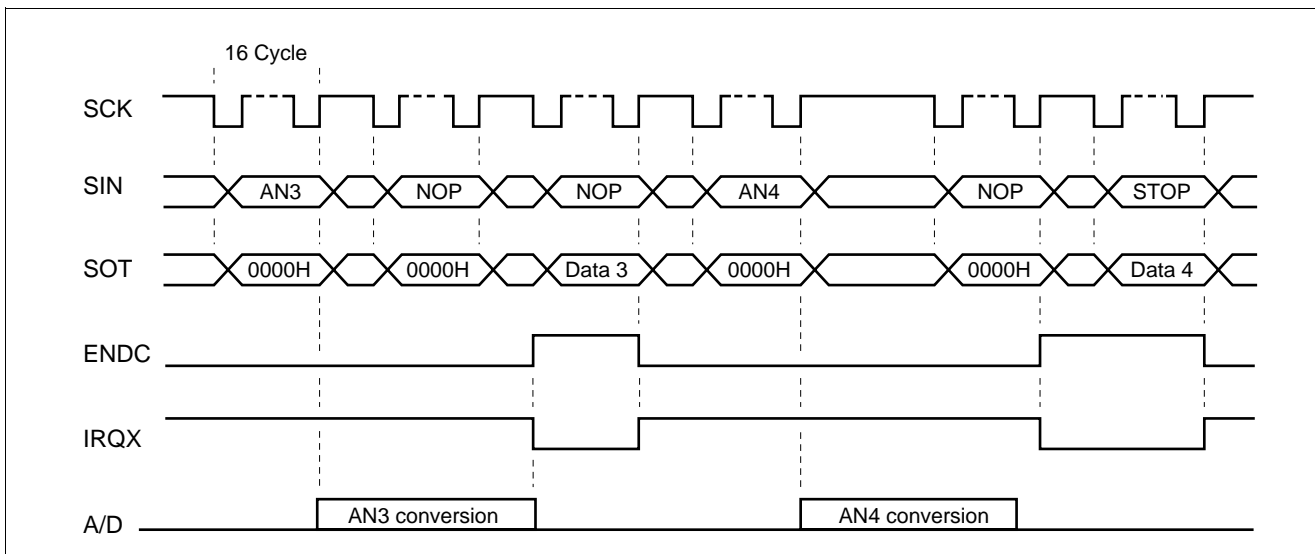 16 Cycle
SCK
SIN AN3 NOP NOP AN4 NOP STOP
SOT 0000H 0000H Data 3 0000H 0000H Data 4
ENDC
IRQX
A/D AN3 conversion AN4 conversion